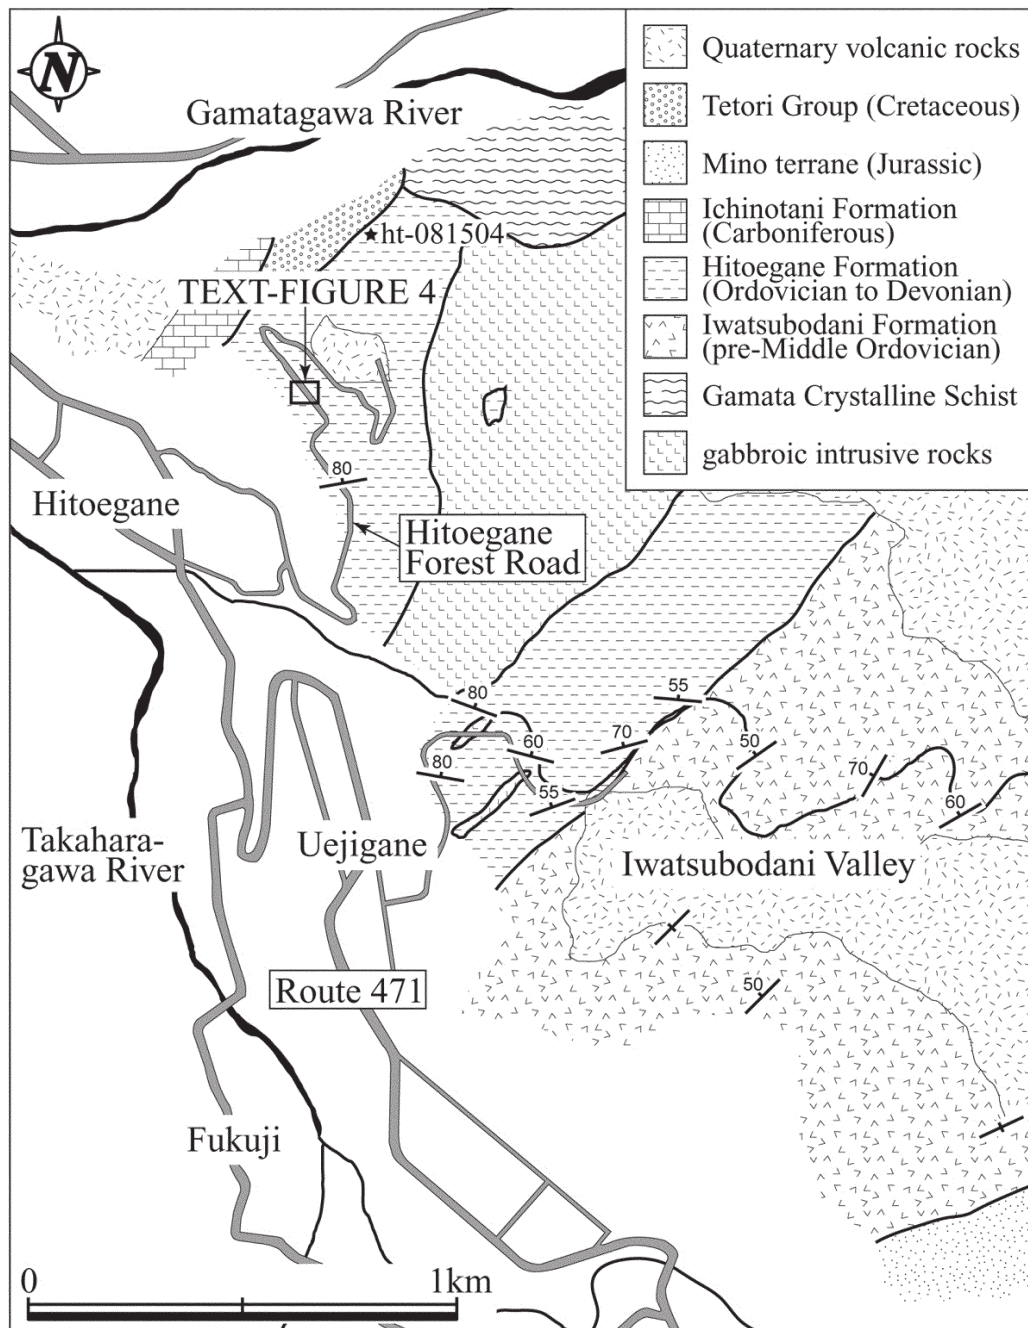 N
Gamatagawa River
ht-081504
TEXT-FIGURE 4
80
Hitoegane
Hitoegane
Forest Road
80
55
60
70
50
80
55
70
60
Takahara-
gawa River
Uejigane
Iwatsubodani Valley
Route 471
50
Fukuji
0
1km
Quaternary volcanic rocks
Tetori Group (Cretaceous)
Mino terrane (Jurassic)
Ichinotani Formation
(Carboniferous)
Hitoegane Formation
(Ordovician to Devonian)
Iwatsubodani Formation
(pre-Middle Ordovician)
Gamata Crystalline Schist
gabbroic intrusive rocks